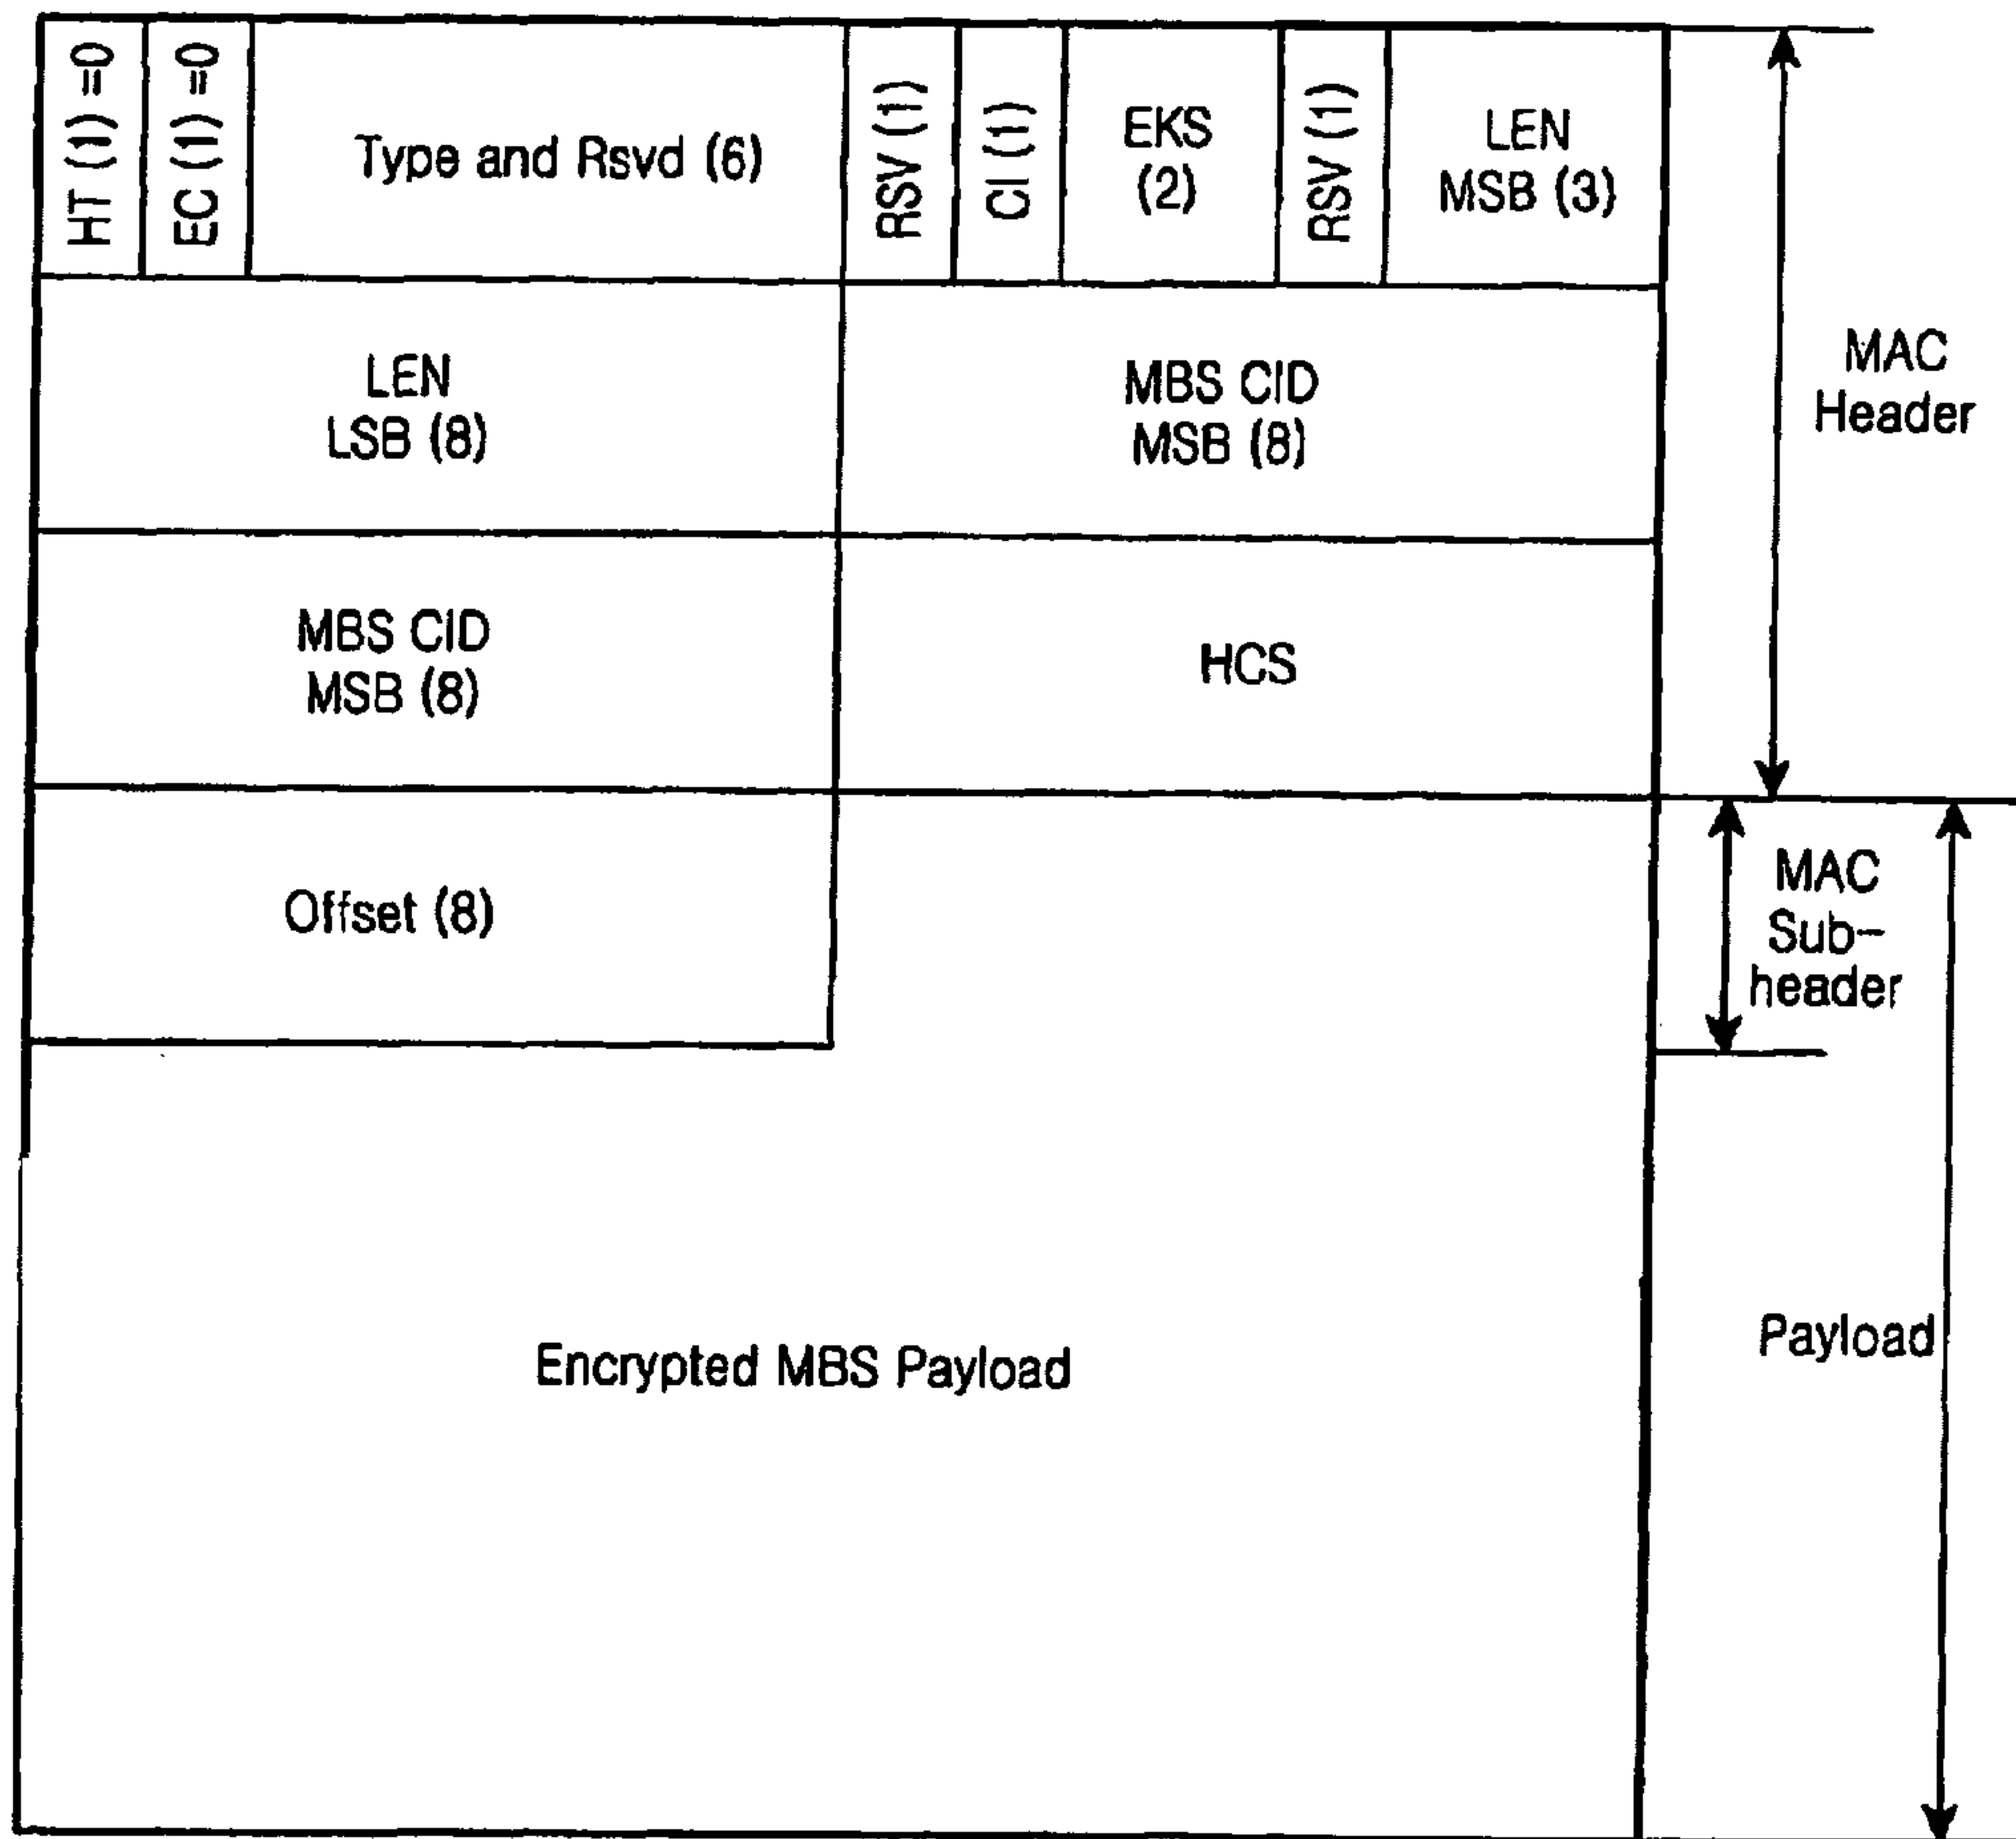 HT (1) =0
EC (1) =0
Type and Rsvd (6)
RSV (1)
CI (1)
EKS
(2)
RSV (1)
LEN
MSB (3)
LEN
LSB (8)
MBS CID
MSB (8)
MAC
Header
MBS CID
MSB (8)
HCS
Offset (8)
MAC
Sub-
header
Encrypted MBS Payload
Payload